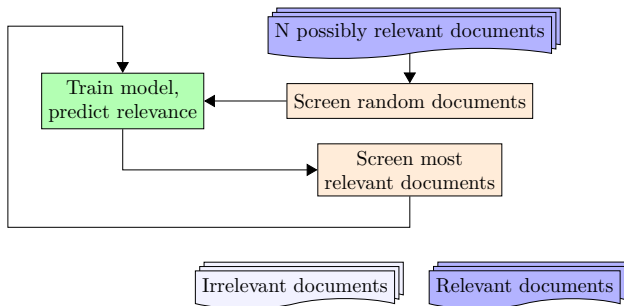 N possibly relevant documents
Train model,
predict relevance
Screen random documents
Screen most
relevant documents
Irrelevant documents
Relevant documents